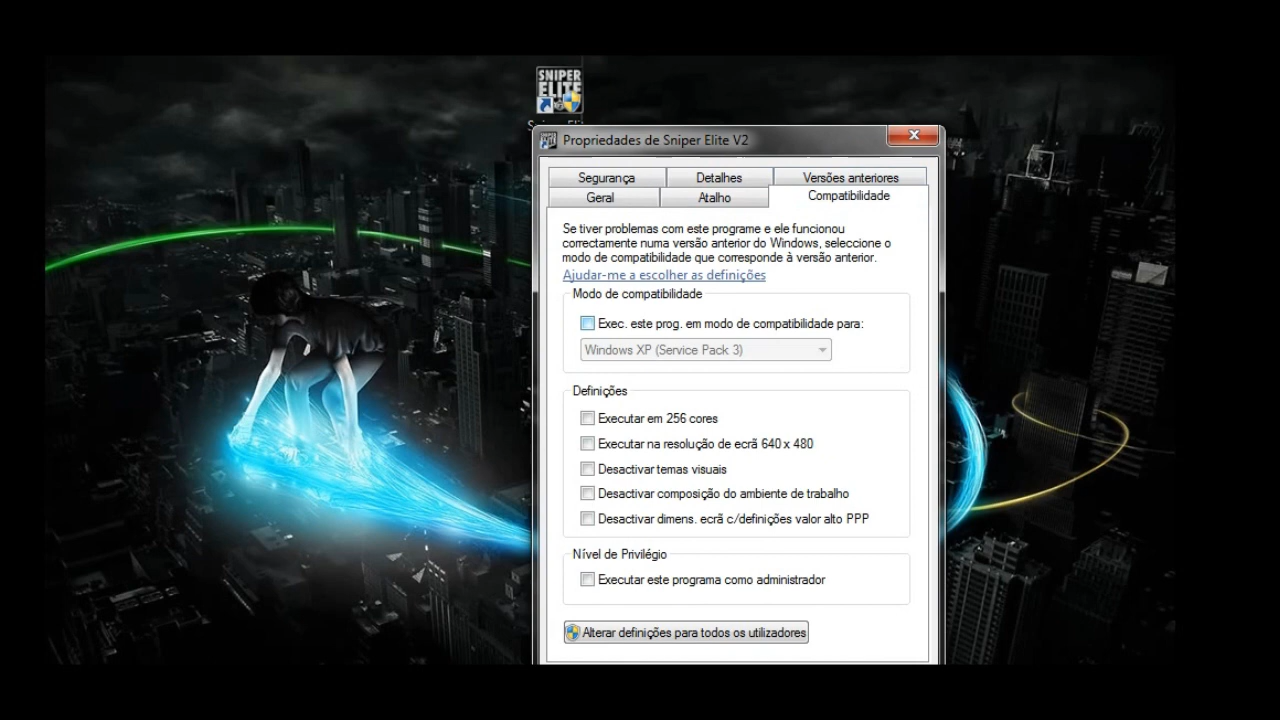 SNIPER
ELITE
Propriedades de Sniper Elite V2
Segurança
Detalhes
Versões anteriores
Geral
Atalho
Compatibilidade
Se tiver problemas com este programe e ele funcionou
correctamente numa versão anterior do Windows, seleccione o
modo de compatibilidade que corresponde à versão anterior.
Ajudar-me a escolher as definições
Modo de compatibilidade
Exec. este prog. em modo de compatibilidade para:
Windows XP (Service Pack 3)
Definições
Executar em 256 cores
Executar na resolução de ecrã 640 x 480
Desactivar temas visuais
Desactivar composição do ambiente de trabalho
Desactivar dimens. ecrã c/definições valor alto PPP
Nível de Privilégio
Executar este programa como administrador
Alterar definições para todos os utilizadores